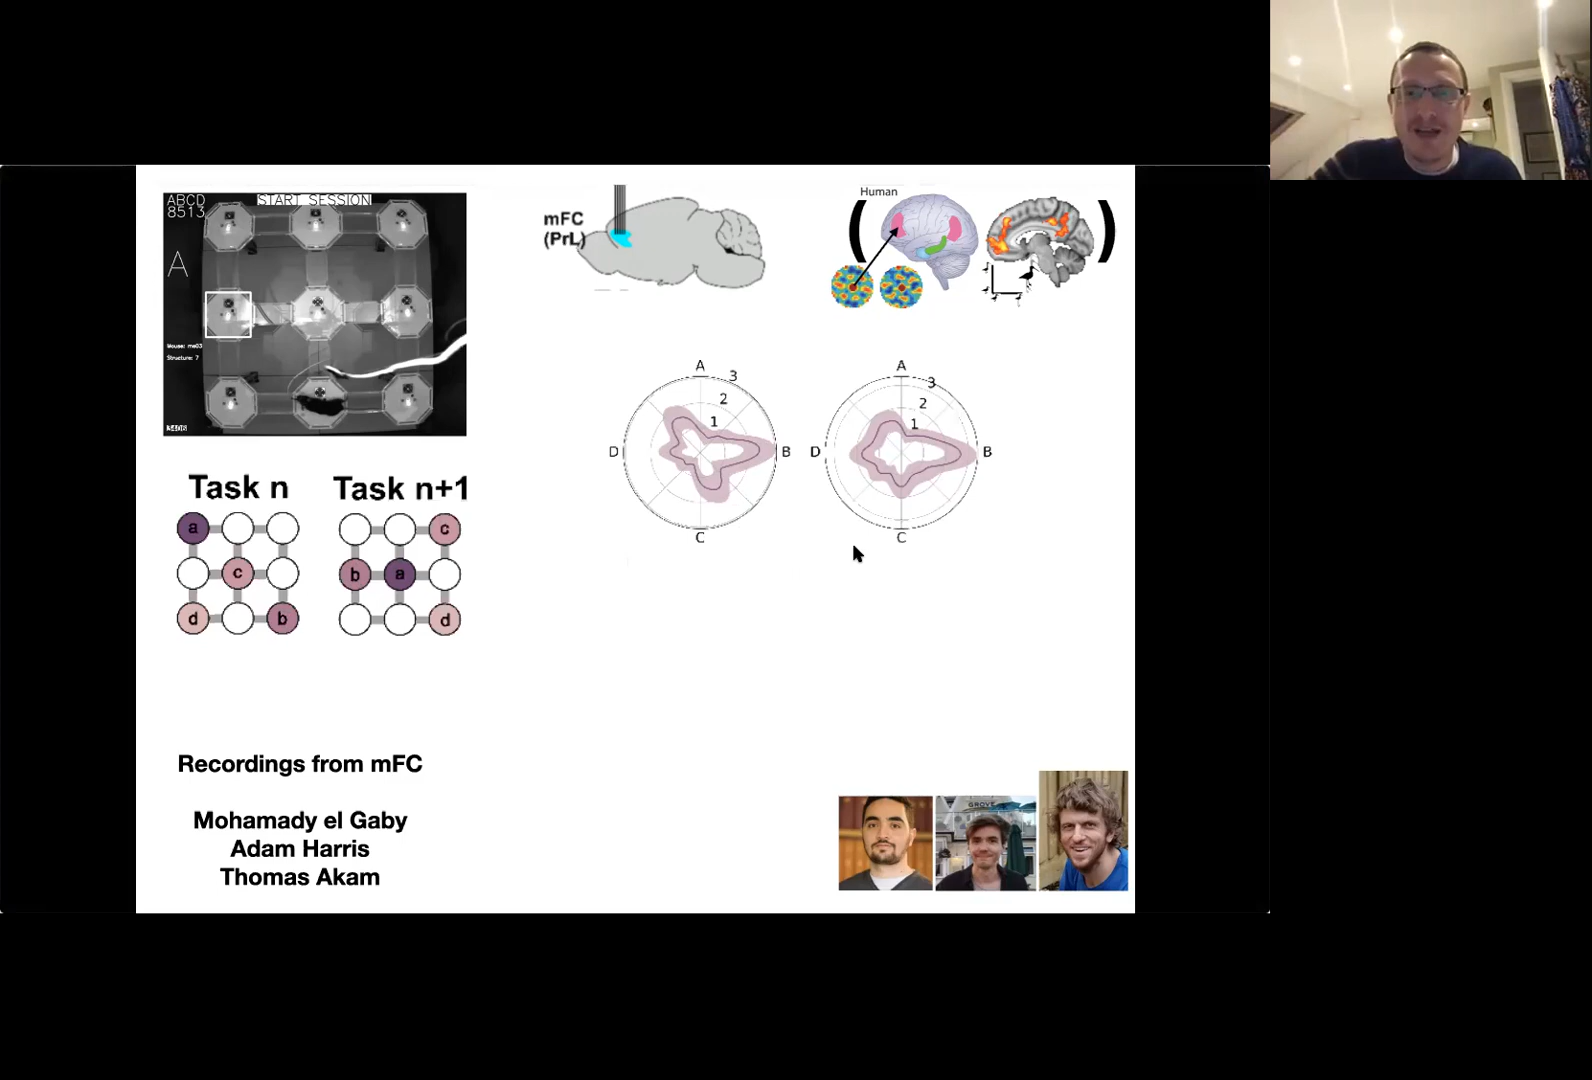 ABCD
8513
START SESSION
A
Mouse: me03
Structure: 7
mFC
(PrL)
Human
Task n
a
c
d
b
Task n+1
c
b
a
d
A
3
2
1
D
B
C
A
3
2
1
D
B
C
Recordings from mFC
Mohamady el Gaby
Adam Harris
Thomas Akam
GROVE